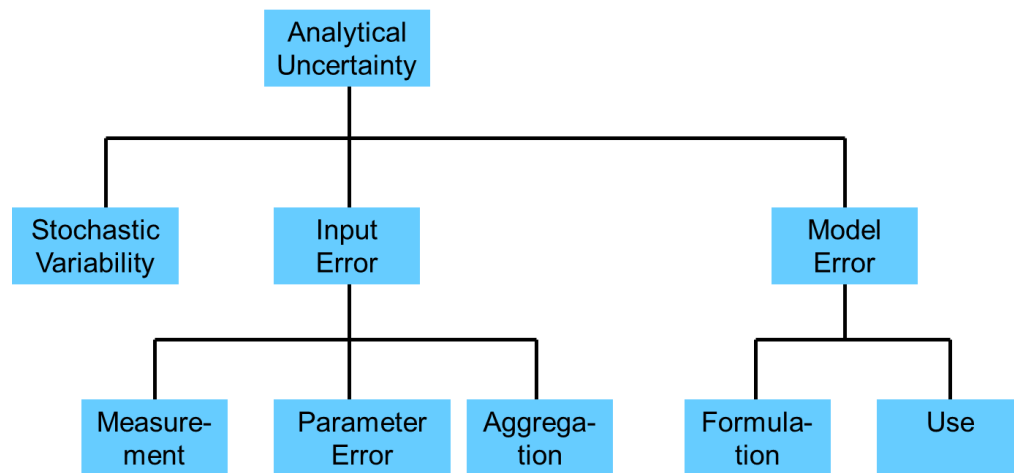 Analytical
Uncertainty
Stochastic
Variability
Input
Error
Model
Error
Measure-
ment
Parameter
Error
Aggrega-
tion
Formula-
tion
Use